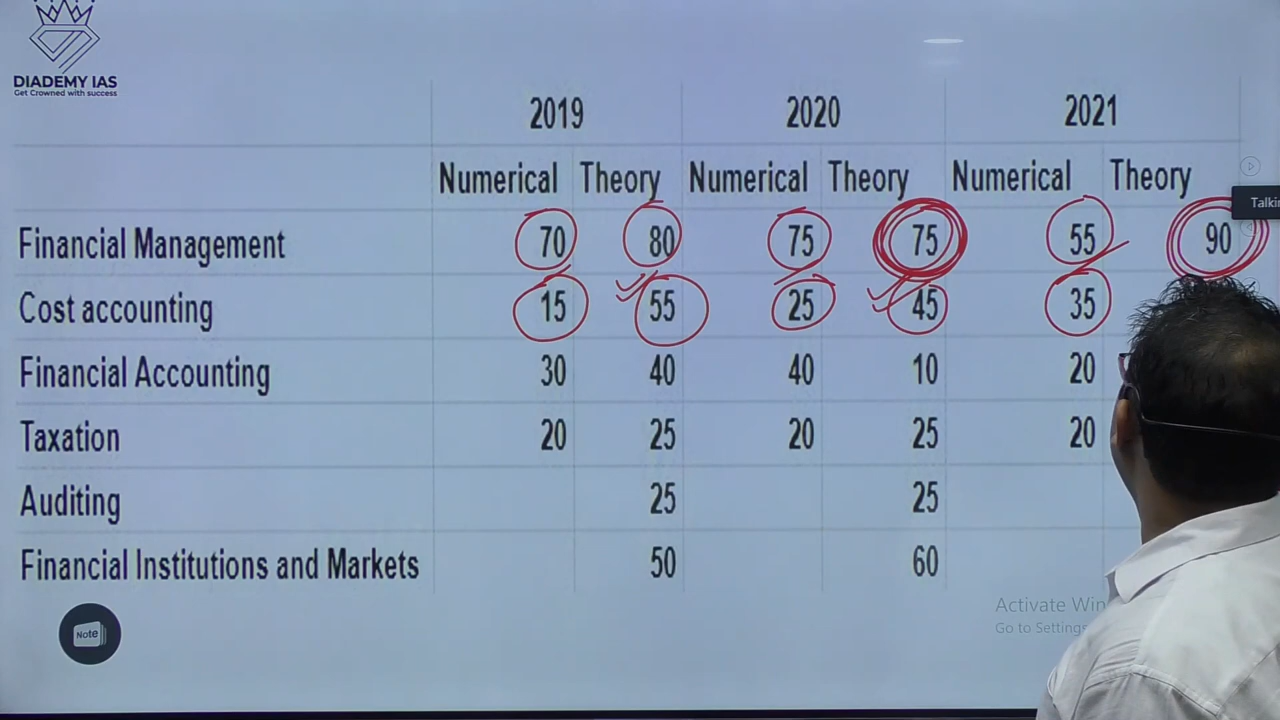 DIADEMY IAS
Get Crowned with success
2019 2020 2021
Numerical Theory Numerical Theory Numerical Theory
Talkin
Financial Management 70 80 75 75 55 90
Cost accounting 15 55 25 45 35
Financial Accounting 30 40 40 10 20
Taxation 20 25 20 25 20
Auditing 25 25
Financial Institutions and Markets 50 60
Note
Activate Win
Go to Settings